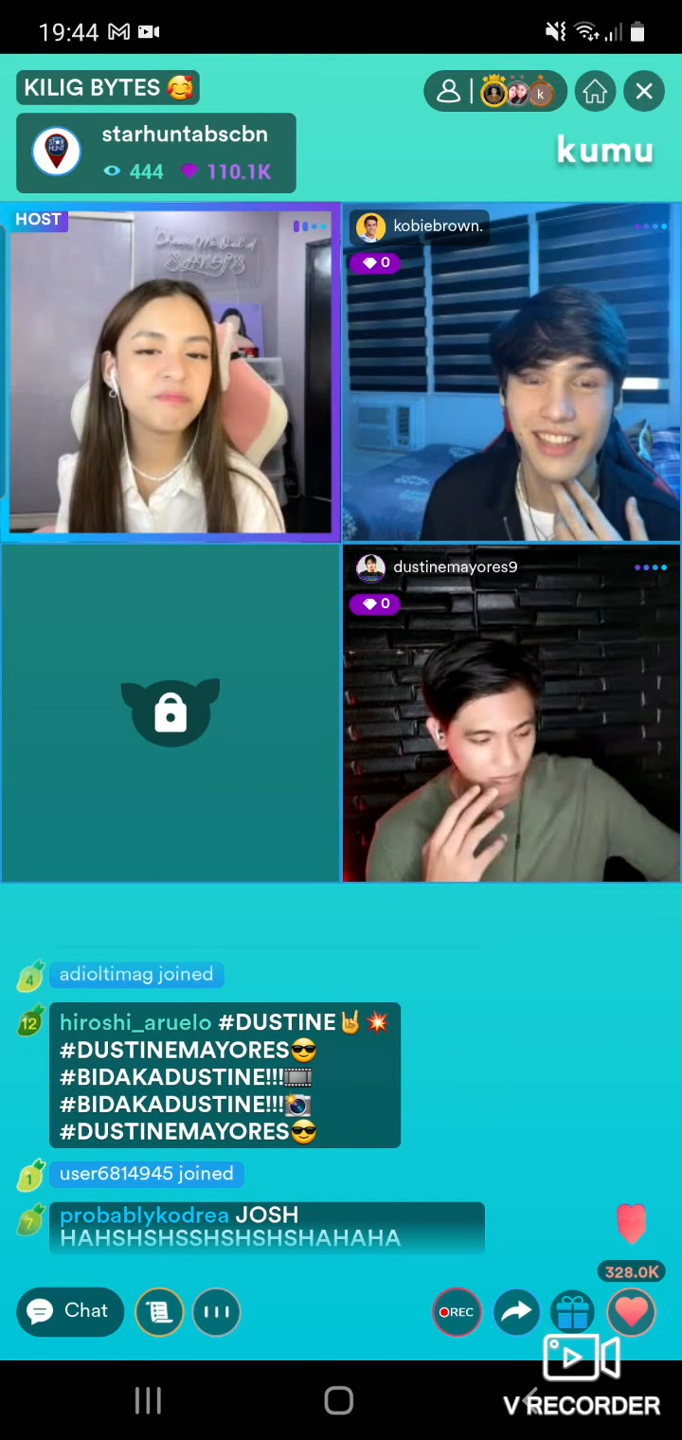 19:44
KILIG BYTES 🥰
k
starhuntabscbn
444 110.1K
kumu
HOST
kobiebrown.
0
dustinemayores9
0
4 adioltimag joined
12 hiroshi_aruelo #DUSTINE🤘💥
#DUSTINEMAYORES😎
#BIDAKADUSTINE!!!🎞️
#BIDAKADUSTINE!!!📸
#DUSTINEMAYORES😎
1 user6814945 joined
7 probablykodrea JOSH
HAHSHSHSSHSHSHSHAHAHA
328.0K
Chat
REC
V RECORDER